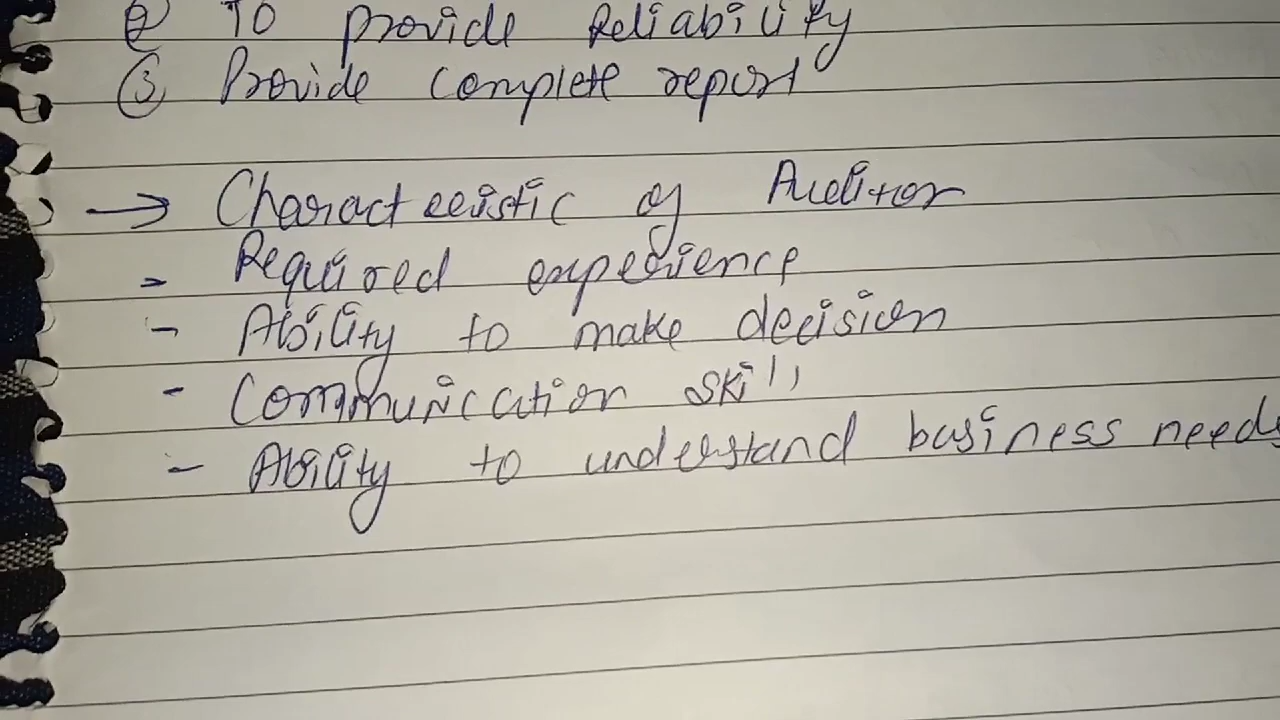 ② To provide Reliability
③ Provide complete report
→ Characteristic of Auditor
- Required experience
- Ability to make decision
- Communication skill,
- Ability to understand business needs